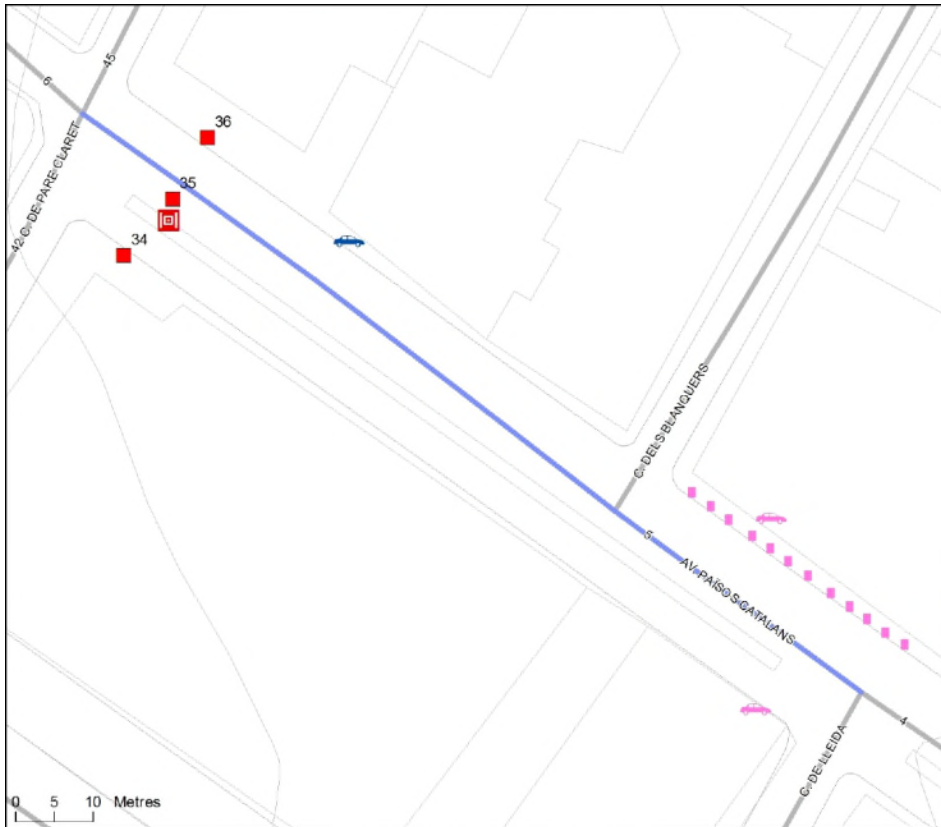 45
6
36
42 C. DE PARE CLARET
35
34
C. DELS BLANQUERS
5
AV. PAÏSOS CATALANS
4
C. DE LLEIDA
0 5 10 Metres